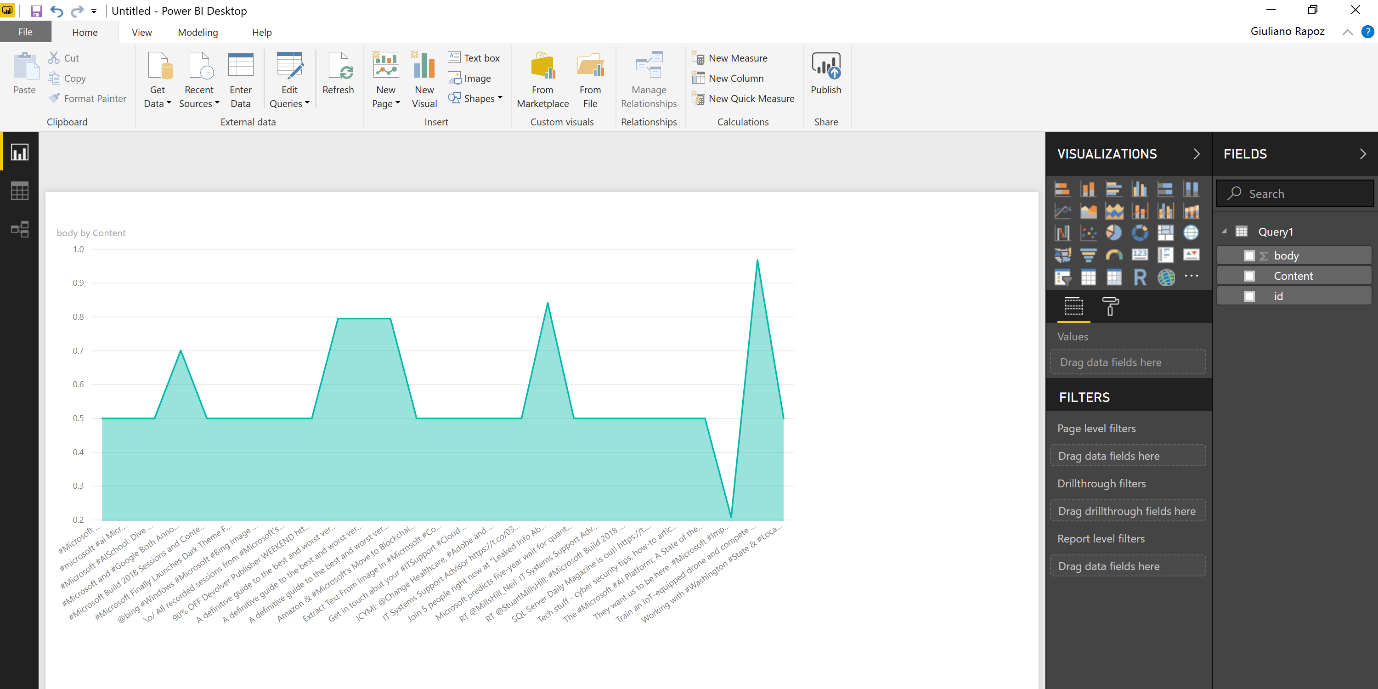 Untitled - Power BI Desktop
File Home View Modeling Help
Giuliano Rapoz
?
Paste
Cut
Copy
Format Painter
Clipboard
Get Data
Recent Sources
Enter Data
Edit Queries
Refresh
External data
New Page
New Visual
Text box
Image
Shapes
Insert
From Marketplace
From File
Custom visuals
Manage Relationships
Relationships
New Measure
New Column
New Quick Measure
Calculations
Publish
Share
body by Content
1.0
0.9
0.8
0.7
0.6
0.5
0.4
0.3
0.2
#Microsoft ...
#microsoft #ai Micr...
#Microsoft #AISchool: Dive ...
#Microsoft and #Google Both Anno...
#Microsoft Build 2018 Sessions and Conte...
#Microsoft Finally Launches Dark Theme F...
@bing #Windows #Microsoft #Bing Image ...
\o/ All recorded sessions from #Microsoft's...
90% OFF Devolver Publisher WEEKEND htt...
A definitive guide to the best and worst ver...
A definitive guide to the best and worst ver...
A definitive guide to the best and worst ver...
Amazon & #Microsoft's Move to Blockchai...
Extract Text From Image In #Microsoft #Co...
Get in touch about your #ITSupport #Cloud ...
ICYMI: @Change Healthcare, #Adobe and ...
IT Systems Support Advisor https://t.co/03...
Join 5 people right now at "Leaked Info Ab...
Microsoft predicts five-year wait for quant...
RT @MillsHill_Neil: IT Systems Support Adv...
RT @StuartMillsHill: #Microsoft Build 2018 ...
SQL Server Daily Magazine is out! https://t...
Tech stuff - cyber security tips, how-to artic...
The #Microsoft #AI Platform: A State of the...
They want us to be here. #Microsoft #Imp...
Train an IoT-equipped drone and compete ...
Working with #Washington #State & #Loca...
VISUALIZATIONS
123
R
...
Values
Drag data fields here
FILTERS
Page level filters
Drag data fields here
Drillthrough filters
Drag drillthrough fields here
Report level filters
Drag data fields here
FIELDS
Search
Query1
Σ body
Content
id